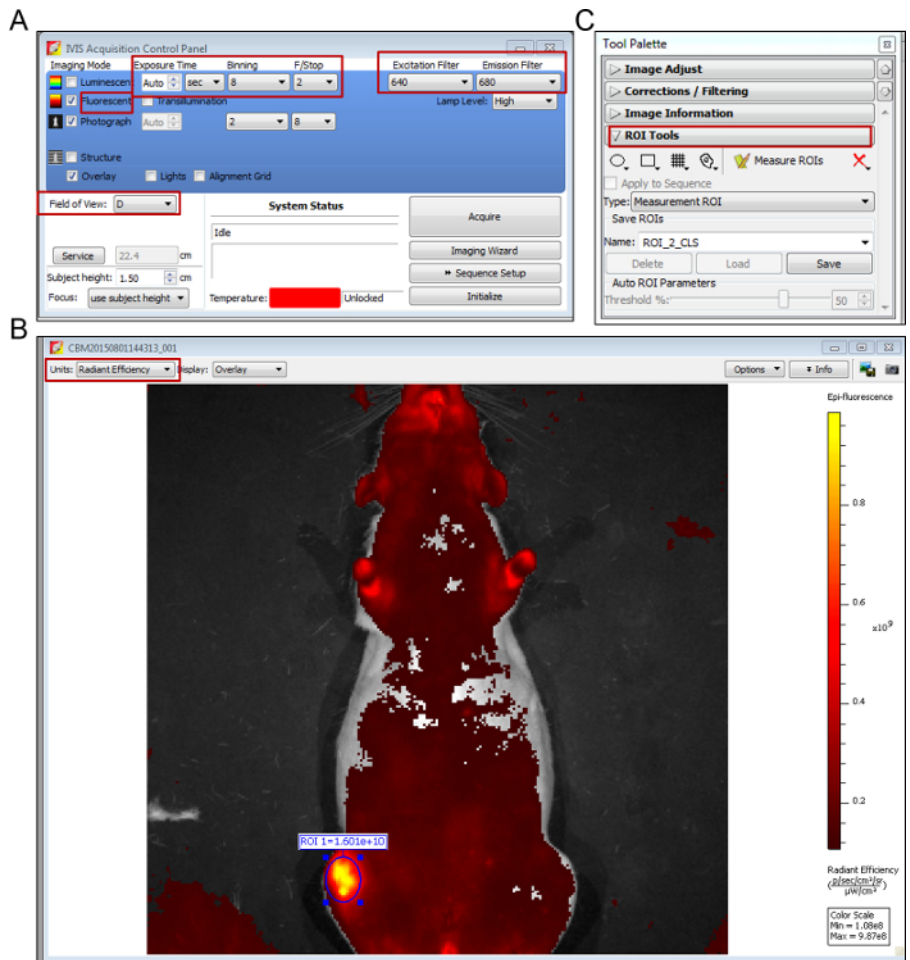 A
IVIS Acquisition Control Panel
Imaging Mode Exposure Time Binning F/Stop Excitation Filter Emission Filter
Luminescent Auto sec 8 2 640 680
Fluorescent Transillumination Lamp Level: High
Photograph Auto 2 8
Structure
Overlay Lights Alignment Grid
Field of View: D
System Status
Idle
Service 22.4 cm
Subject height: 1.50 cm
Focus: use subject height
Temperature: Unlocked
Acquire
Imaging Wizard
Sequence Setup
Initialize
C
Tool Palette
Image Adjust
Corrections / Filtering
Image Information
ROI Tools
Measure ROIs
Apply to Sequence
Type: Measurement ROI
Save ROIs
Name: ROI_2_CLS
Delete Load Save
Auto ROI Parameters
Threshold %: 50
B
CBM20150801144313_001
Units: Radiant Efficiency Display: Overlay Options Info
Epi-fluorescence
0.8
0.6
x10^9
0.4
0.2
ROI 1=1.601e+10
Radiant Efficiency
(p/sec/cm²/sr
µW/cm²)
Color Scale
Min = 1.08e8
Max = 9.87e8